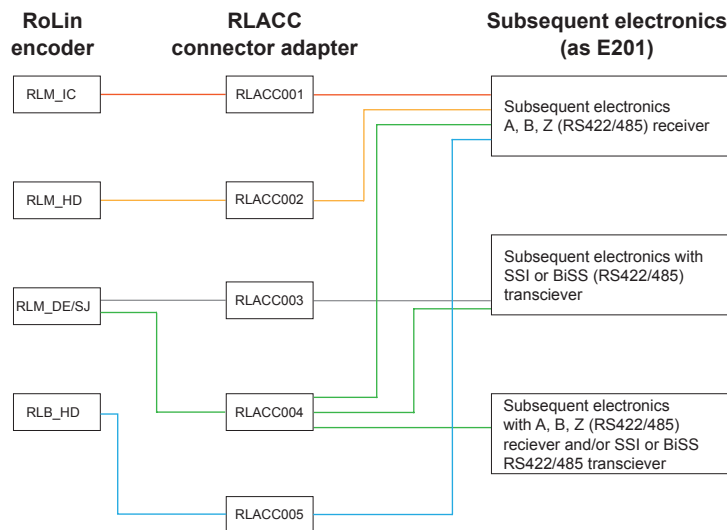 RoLin
encoder
RLACC
connector adapter
Subsequent electronics
(as E201)
RLM_IC
RLACC001
Subsequent electronics
A, B, Z (RS422/485) receiver
RLM_HD
RLACC002
RLM_DE/SJ
RLACC003
Subsequent electronics with
SSI or BiSS (RS422/485)
transciever
RLB_HD
RLACC004
Subsequent electronics
with A, B, Z (RS422/485)
reciever and/or SSI or BiSS
RS422/485 transciever
RLACC005